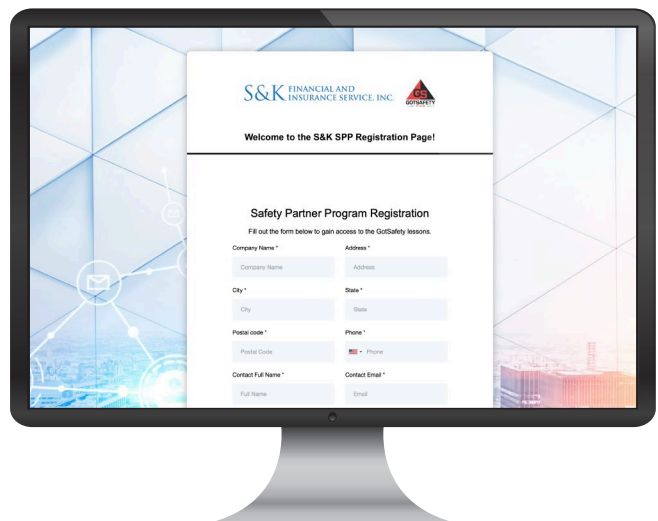 S&K FINANCIAL AND
INSURANCE SERVICE, INC.
GS
GOTSAFETY
Welcome to the S&K SPP Registration Page!
Safety Partner Program Registration
Fill out the form below to gain access to the GotSafety lessons.
Company Name * Address *
Company Name Address
City * State *
City State
Postal code * Phone *
Postal Code Phone
Contact Full Name * Contact Email *
Full Name Email